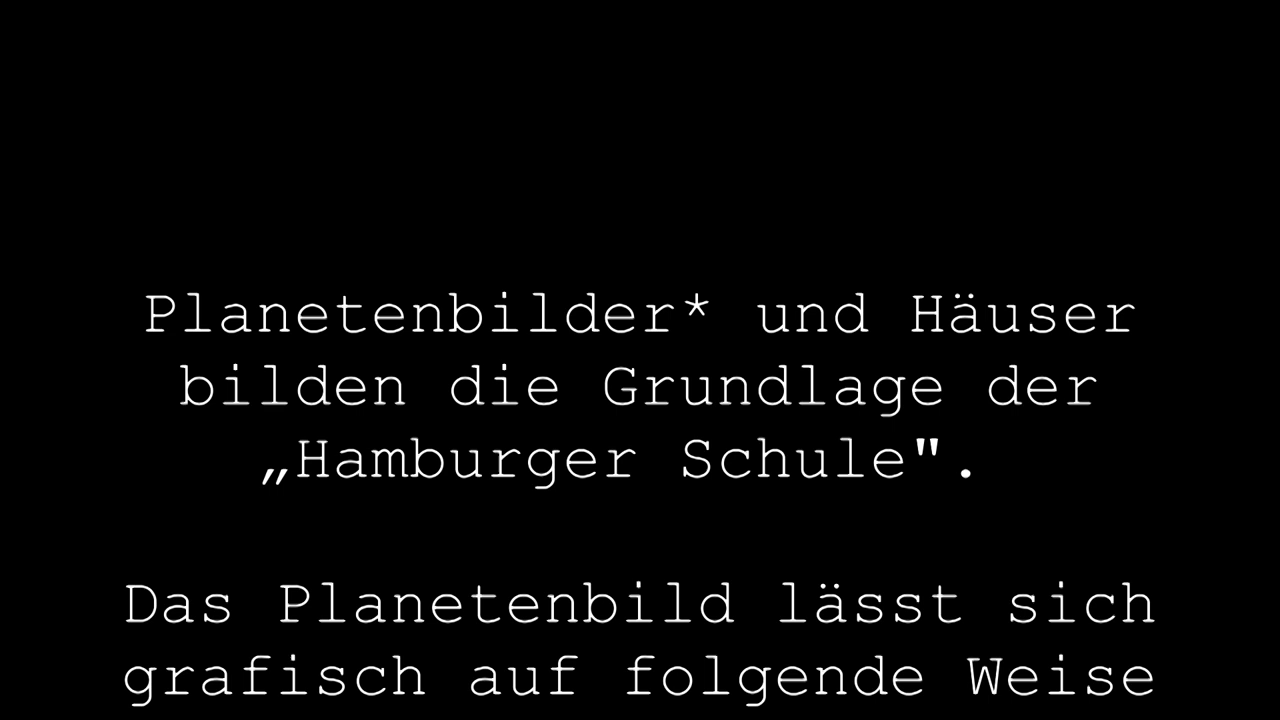 Planetenbilder* und Häuser
bilden die Grundlage der
„Hamburger Schule".
Das Planetenbild lässt sich
grafisch auf folgende Weise